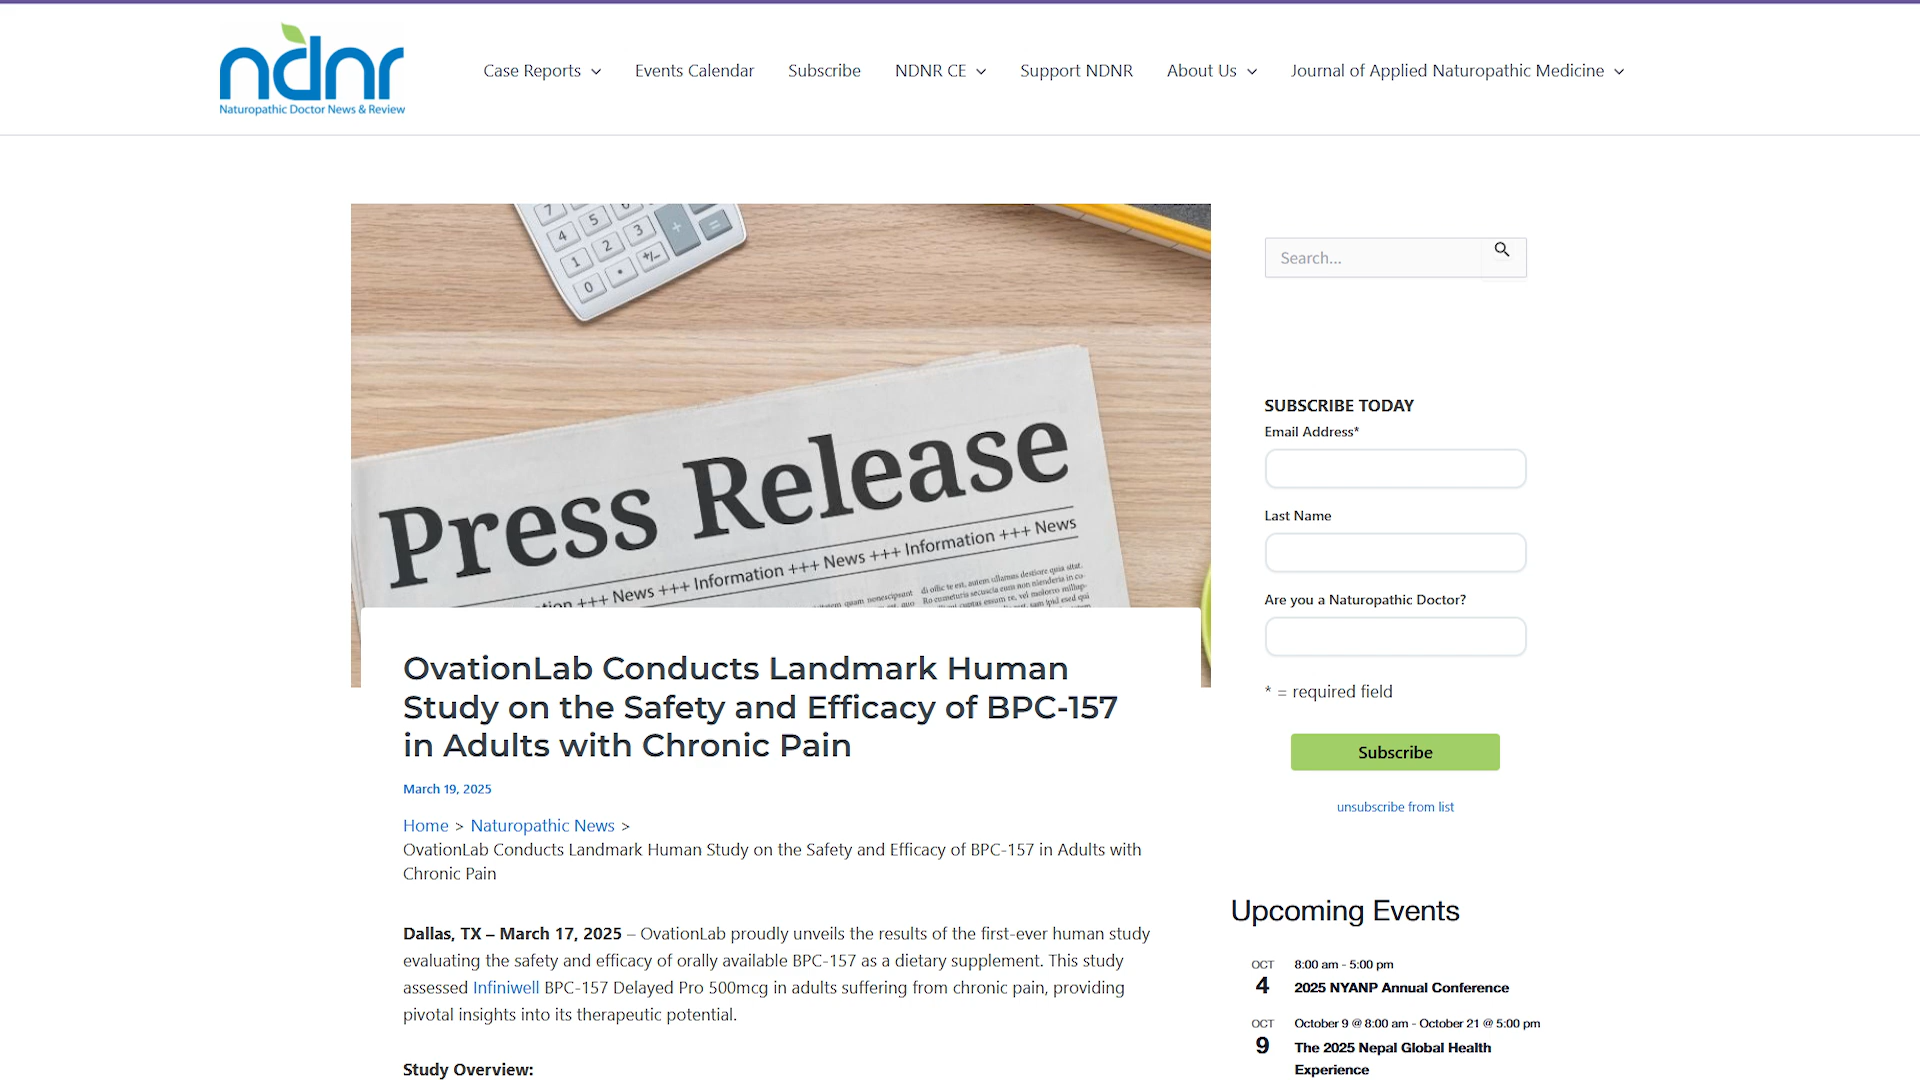 ndnr
Naturopathic Doctor News & Review
Case Reports
Events Calendar
Subscribe
NDNR CE
Support NDNR
About Us
Journal of Applied Naturopathic Medicine
7
4 5 6
1 2 3 + =
0 • +/−
Press Release
News +++ Information +++ News +++ Information +++ News
Search...
SUBSCRIBE TODAY
Email Address*
Last Name
Are you a Naturopathic Doctor?
* = required field
Subscribe
unsubscribe from list
OvationLab Conducts Landmark Human
Study on the Safety and Efficacy of BPC-157
in Adults with Chronic Pain
March 19, 2025
Home > Naturopathic News >
OvationLab Conducts Landmark Human Study on the Safety and Efficacy of BPC-157 in Adults with
Chronic Pain
Dallas, TX – March 17, 2025 – OvationLab proudly unveils the results of the first-ever human study
evaluating the safety and efficacy of orally available BPC-157 as a dietary supplement. This study
assessed Infiniwell BPC-157 Delayed Pro 500mcg in adults suffering from chronic pain, providing
pivotal insights into its therapeutic potential.
Study Overview:
Upcoming Events
OCT
4
8:00 am - 5:00 pm
2025 NYANP Annual Conference
OCT
9
October 9 @ 8:00 am - October 21 @ 5:00 pm
The 2025 Nepal Global Health
Experience